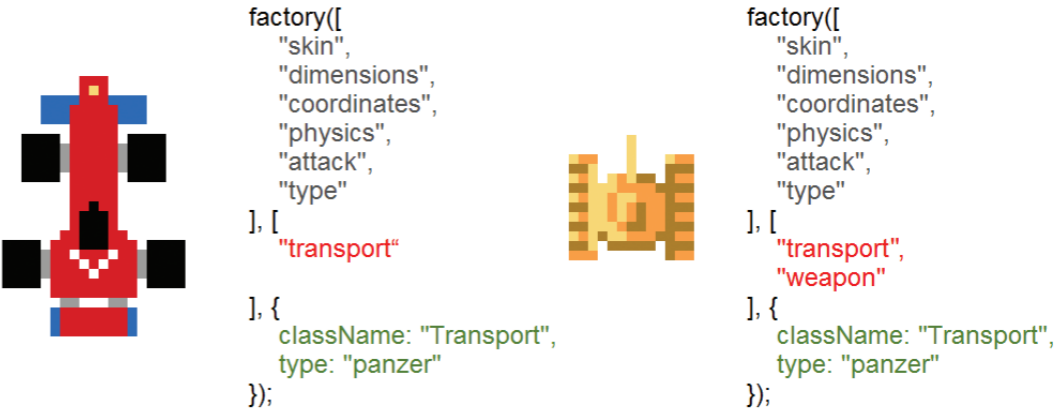 factory([
"skin",
"dimensions",
"coordinates",
"physics",
"attack",
"type"
], [
"transport“
], {
className: "Transport",
type: "panzer"
});
factory([
"skin",
"dimensions",
"coordinates",
"physics",
"attack",
"type"
], [
"transport",
"weapon"
], {
className: "Transport",
type: "panzer"
});